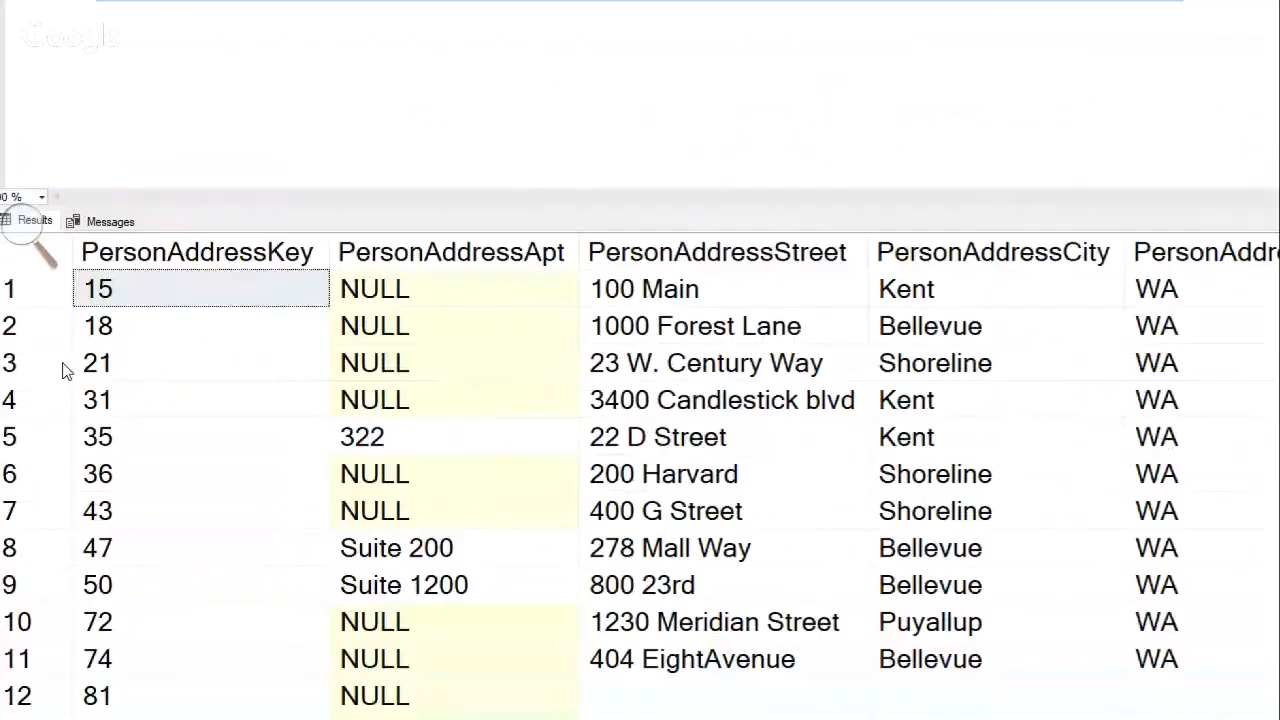 Google
00 %
Results Messages
PersonAddressKey PersonAddressApt PersonAddressStreet PersonAddressCity PersonAddre
1 15 NULL 100 Main Kent WA
2 18 NULL 1000 Forest Lane Bellevue WA
3 21 NULL 23 W. Century Way Shoreline WA
4 31 NULL 3400 Candlestick blvd Kent WA
5 35 322 22 D Street Kent WA
6 36 NULL 200 Harvard Shoreline WA
7 43 NULL 400 G Street Shoreline WA
8 47 Suite 200 278 Mall Way Bellevue WA
9 50 Suite 1200 800 23rd Bellevue WA
10 72 NULL 1230 Meridian Street Puyallup WA
11 74 NULL 404 EightAvenue Bellevue WA
12 81 NULL